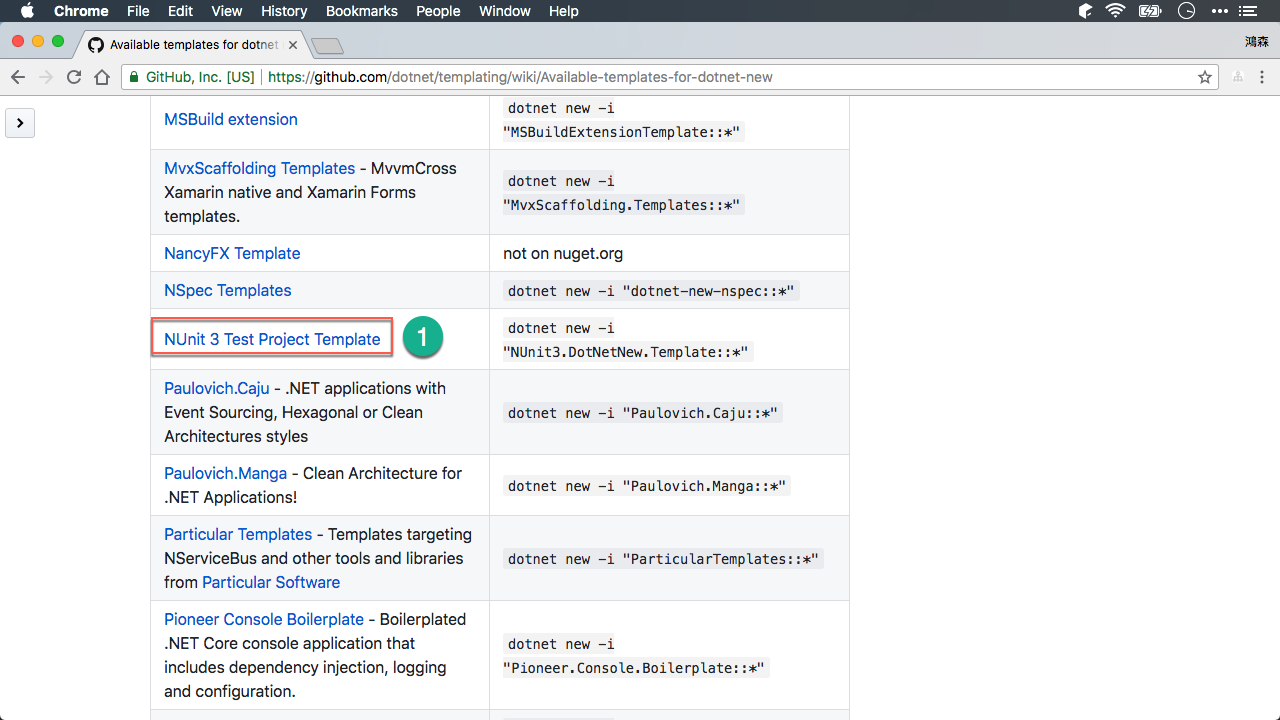 Chrome File Edit View History Bookmarks People Window Help
Available templates for dotnet
鴻森
GitHub, Inc. [US] | https://github.com/dotnet/templating/wiki/Available-templates-for-dotnet-new
MSBuild extension
dotnet new -i
"MSBuildExtensionTemplate::*"
MvxScaffolding Templates - MvvmCross
Xamarin native and Xamarin Forms
templates.
dotnet new -i
"MvxScaffolding.Templates::*"
NancyFX Template
not on nuget.org
NSpec Templates
dotnet new -i "dotnet-new-nspec::*"
NUnit 3 Test Project Template
1
dotnet new -i
"NUnit3.DotNetNew.Template::*"
Paulovich.Caju - .NET applications with
Event Sourcing, Hexagonal or Clean
Architectures styles
dotnet new -i "Paulovich.Caju::*"
Paulovich.Manga - Clean Architecture for
.NET Applications!
dotnet new -i "Paulovich.Manga::*"
Particular Templates - Templates targeting
NServiceBus and other tools and libraries
from Particular Software
dotnet new -i "ParticularTemplates::*"
Pioneer Console Boilerplate - Boilerplated
.NET Core console application that
includes dependency injection, logging
and configuration.
dotnet new -i
"Pioneer.Console.Boilerplate::*"